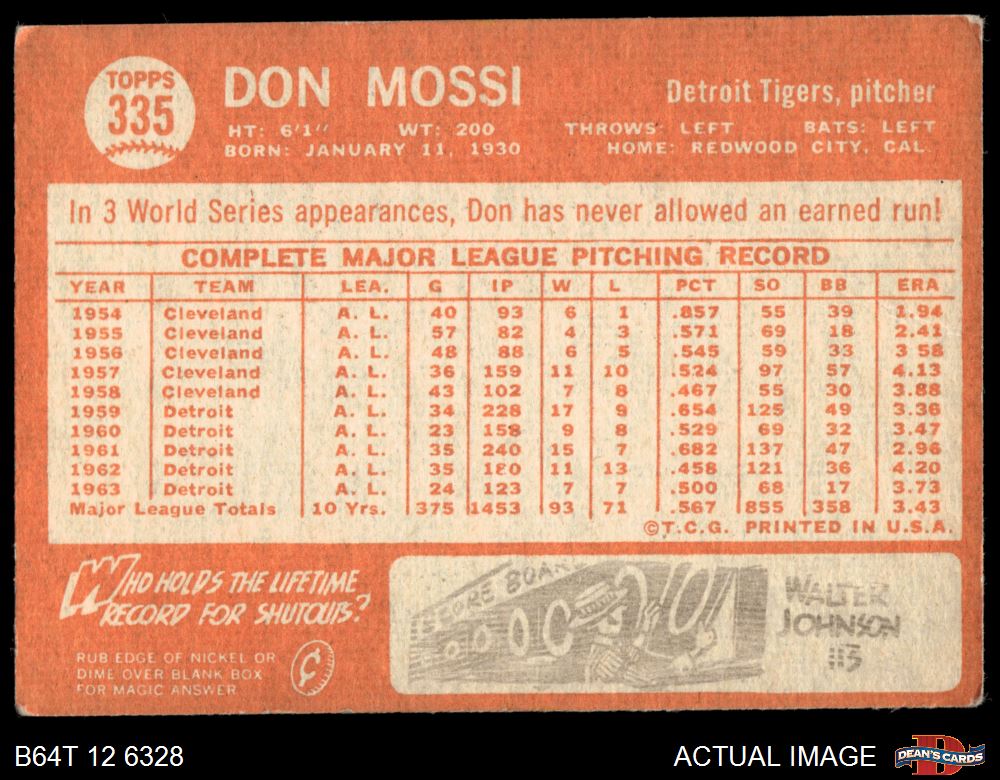 TOPPS
335
DON MOSSI
Detroit Tigers, pitcher
HT: 6'1" WT: 200 THROWS: LEFT BATS: LEFT
BORN: JANUARY 11, 1930 HOME: REDWOOD CITY, CAL.
In 3 World Series appearances, Don has never allowed an earned run!
COMPLETE MAJOR LEAGUE PITCHING RECORD
YEAR TEAM LEA. G IP W L PCT SO BB ERA
1954 Cleveland A. L. 40 93 6 1 .857 55 39 1.94
1955 Cleveland A. L. 57 82 4 3 .571 69 18 2.41
1956 Cleveland A. L. 48 88 6 5 .545 59 33 3 58
1957 Cleveland A. L. 36 159 11 10 .524 97 57 4.13
1958 Cleveland A. L. 43 102 7 8 .467 55 30 3.88
1959 Detroit A. L. 34 228 17 9 .654 125 49 3.36
1960 Detroit A. L. 23 158 9 8 .529 69 32 3.47
1961 Detroit A. L. 35 240 15 7 .682 137 47 2.96
1962 Detroit A. L. 35 180 11 13 .458 121 36 4.20
1963 Detroit A. L. 24 123 7 7 .500 68 17 3.73
Major League Totals 10 Yrs. 375 1453 93 71 .567 855 358 3.43
©T.C.G. PRINTED IN U.S.A.
WHO HOLDS THE LIFETIME
RECORD FOR SHUTOUTS?
RUB EDGE OF NICKEL OR
DIME OVER BLANK BOX
FOR MAGIC ANSWER
¢
SCORE BOARD
WALTER
JOHNSON
115
B64T 12 6328
ACTUAL IMAGE
D
DEAN'S CARDS